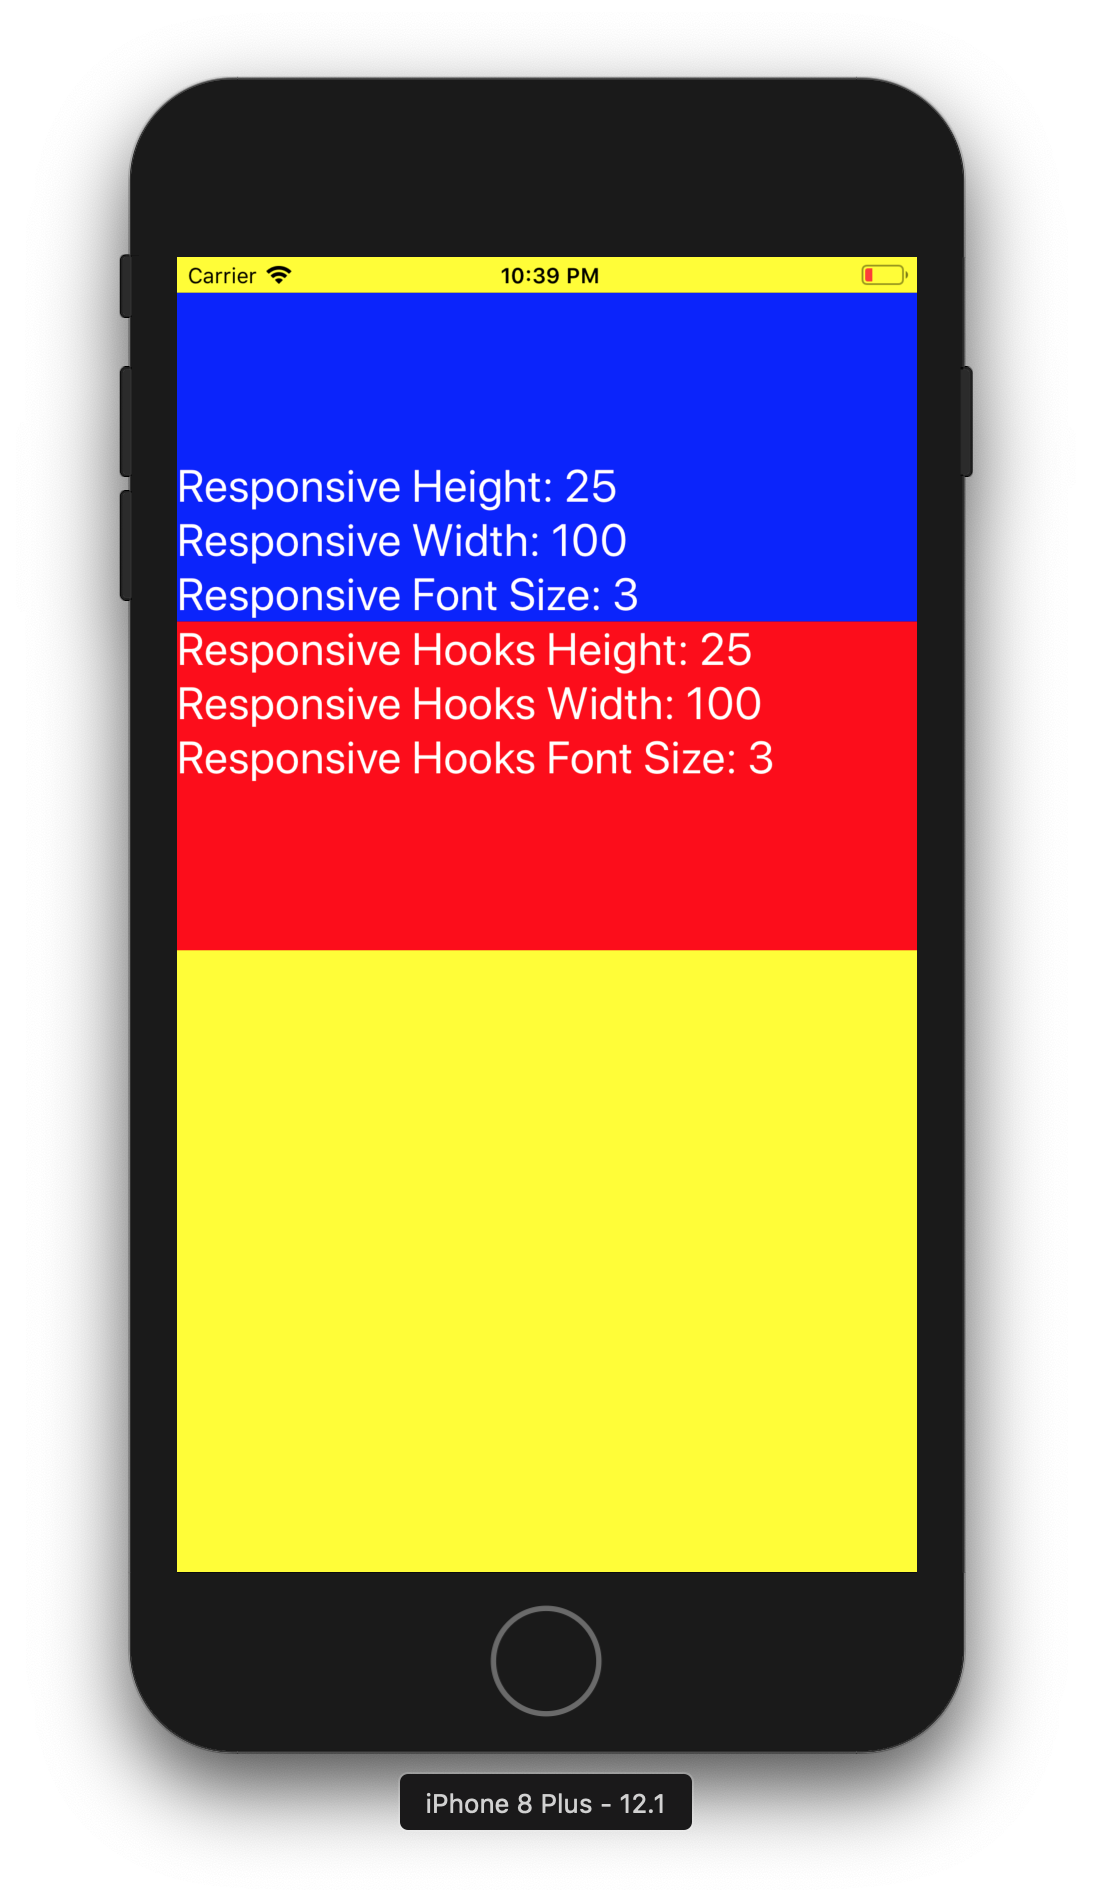 Carrier 10:39 PM
Responsive Height: 25
Responsive Width: 100
Responsive Font Size: 3
Responsive Hooks Height: 25
Responsive Hooks Width: 100
Responsive Hooks Font Size: 3
iPhone 8 Plus - 12.1